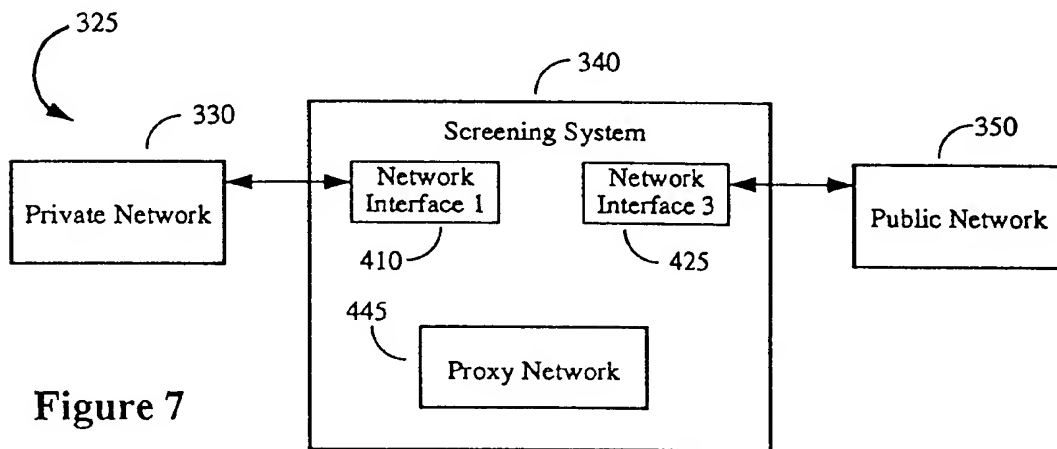 325
340
330
Screening System
350
Private Network
Network
Interface 1
Network
Interface 3
Public Network
410
425
445
Proxy Network
Figure 7